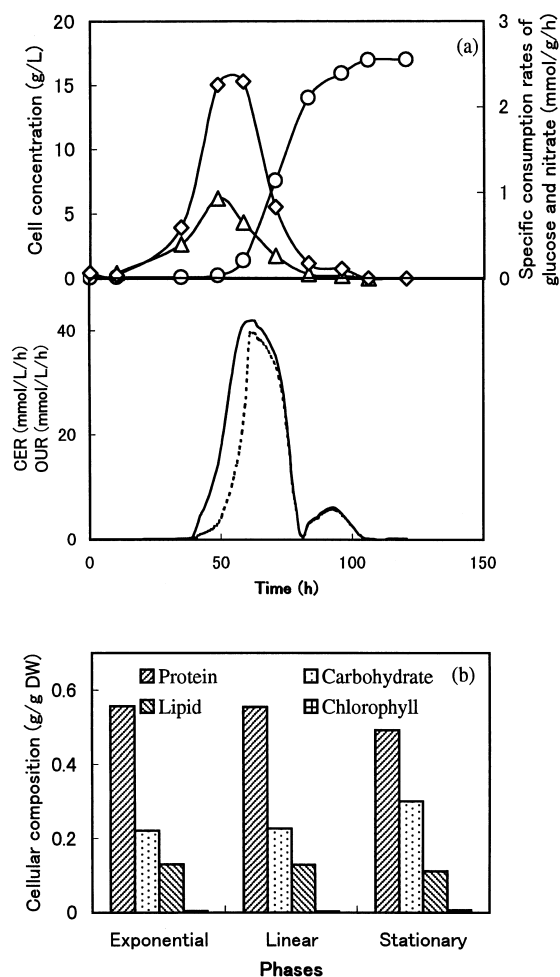 20
15
10
5
0
Cell concentration (g/L)
(a)
3
2
1
0
Specific consumption rates of
glucose and nitrate (mmol/g/h)
40
20
0
CER (mmol/L/h)
OUR (mmol/L/h)
0 50 100 150
Time (h)
0.6
0.4
0.2
0
Cellular composition (g/g DW)
Protein Carbohydrate (b)
Lipid Chlorophyll
Exponential Linear Stationary
Phases